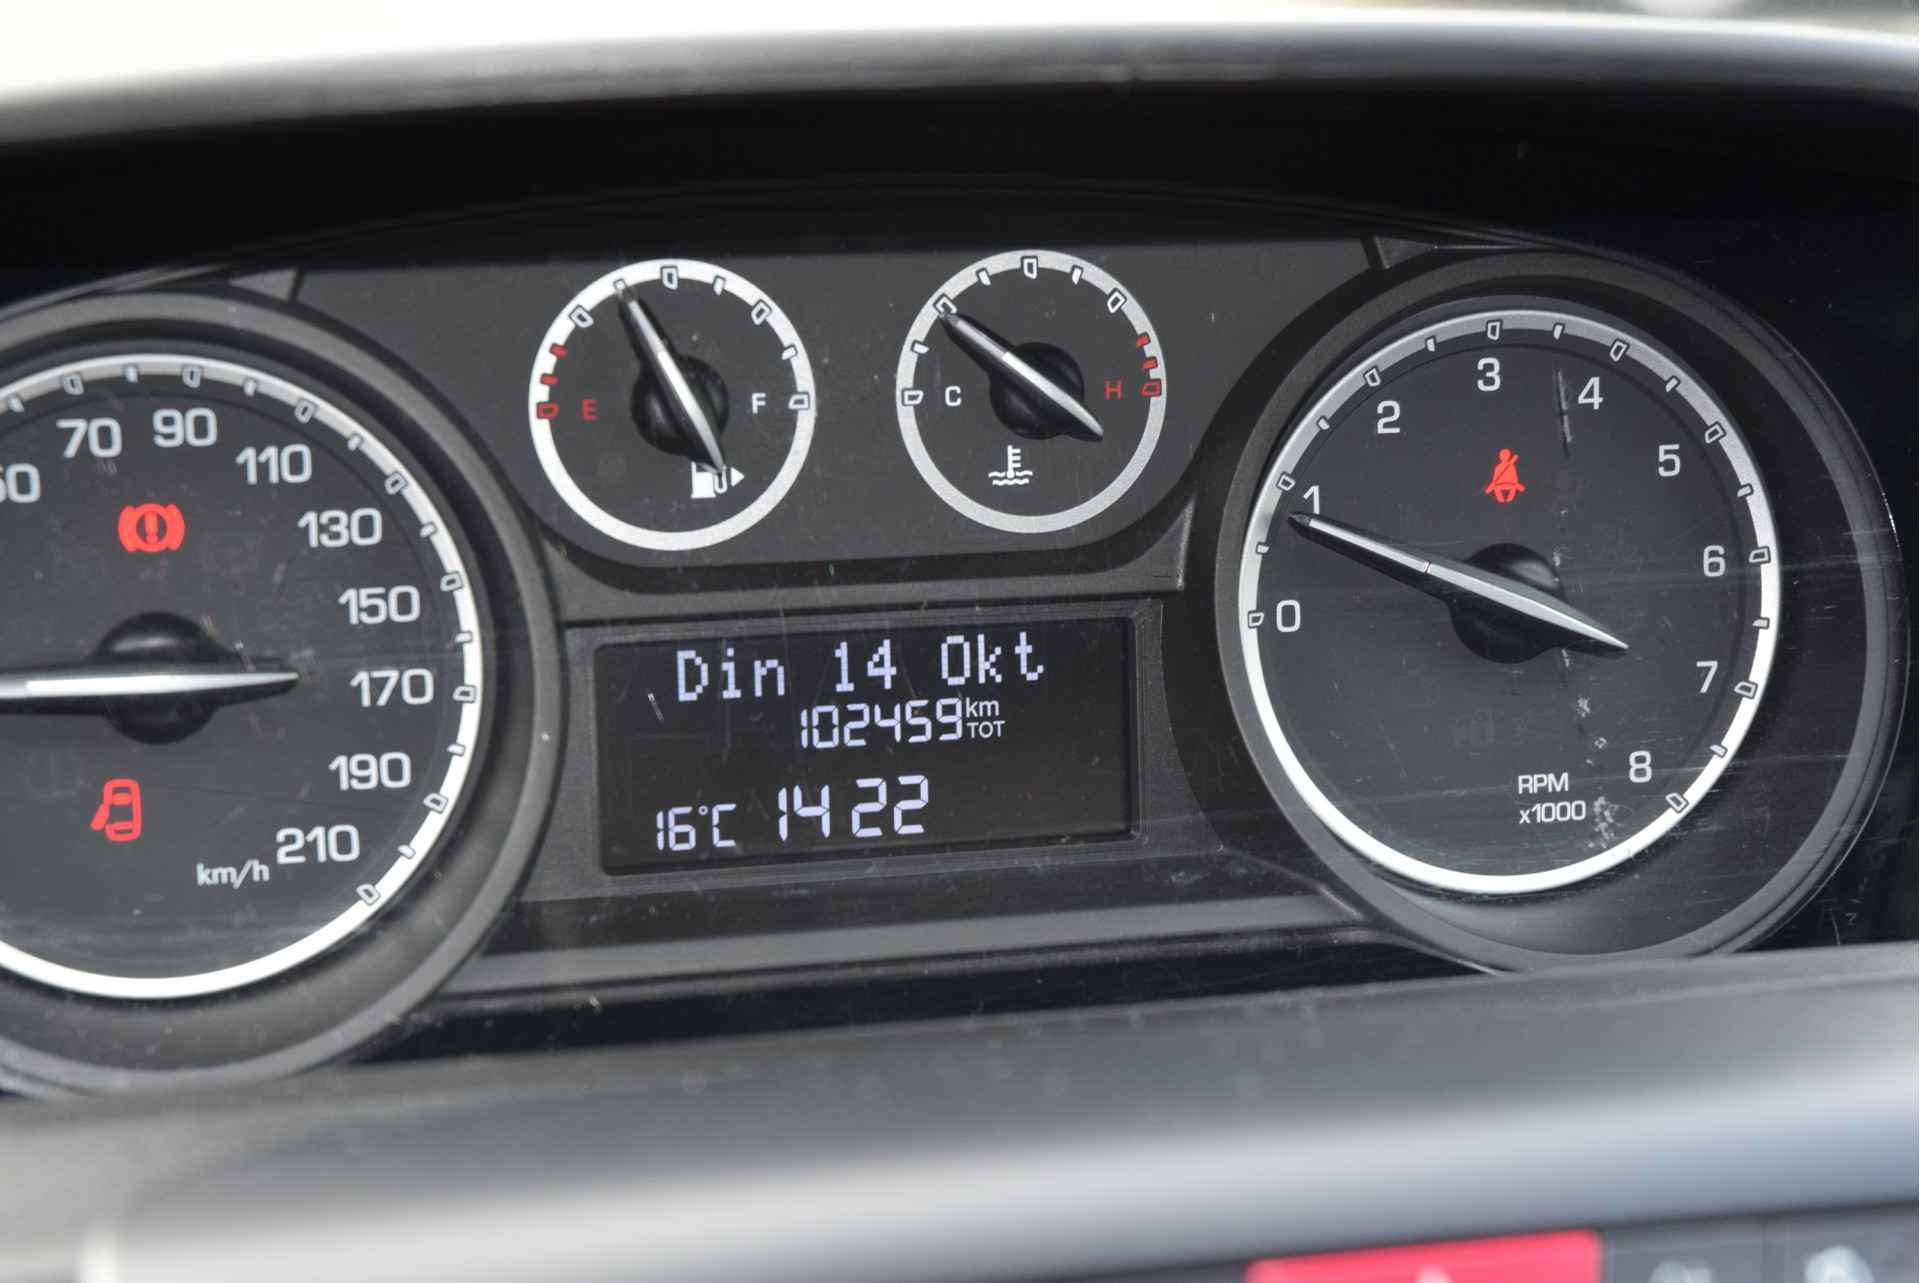 50 70 90 110 130 150 170 190 210
km/h
E F
C H
Din 14 Okt
102459 km TOT
16°C 14 22
0 1 2 3 4 5 6 7 8
RPM
x1000